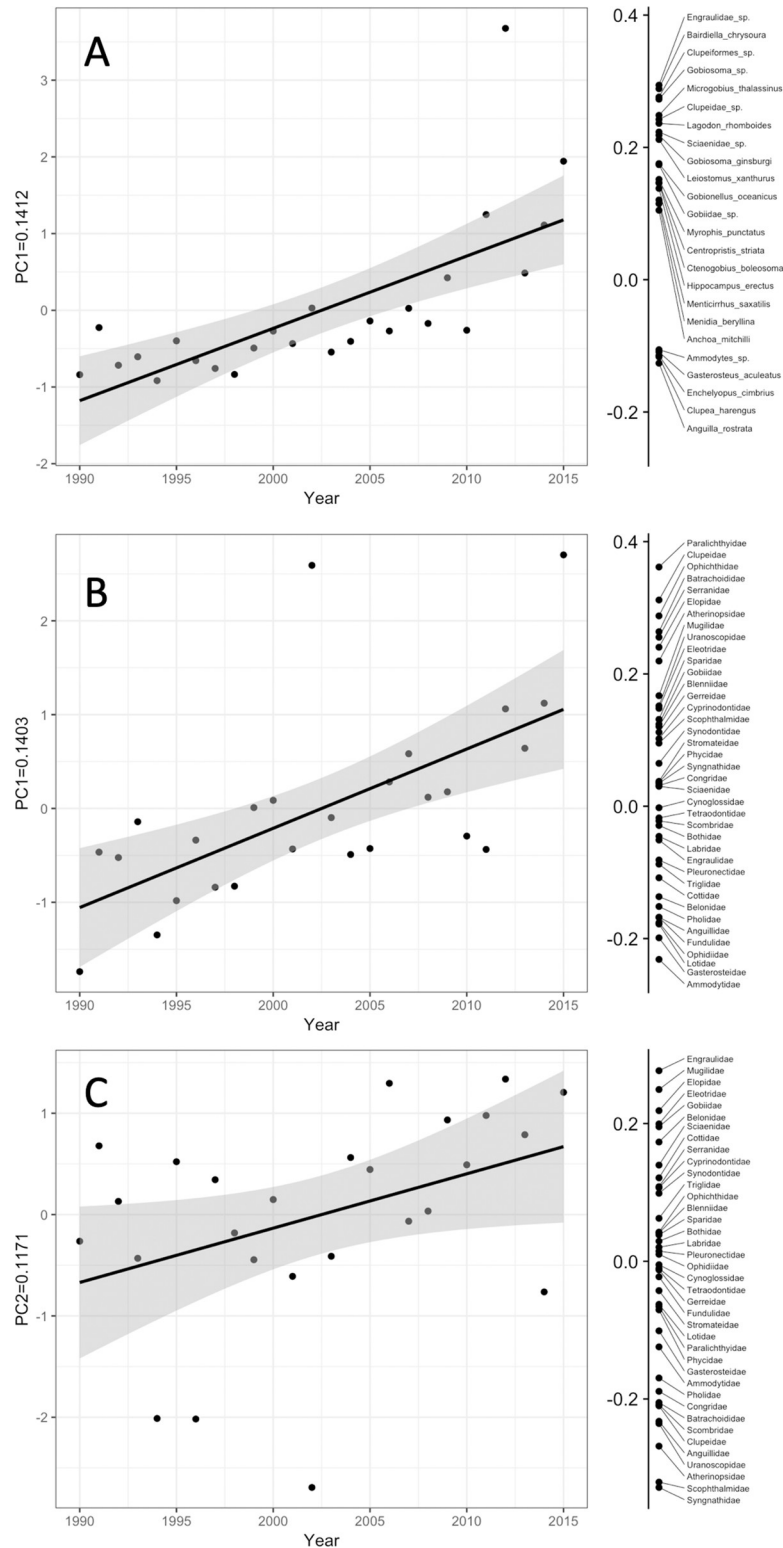 A
3
2
1
0
-1
-2
PC1=0.1412
1990
1995
2000
2005
2010
2015
Year
0.4
0.2
0.0
-0.2
Engraulidae_sp.
Bairdiella_chrysoura
Clupeiformes_sp.
Gobiosoma_sp.
Microgobius_thalassinus
Clupeidae_sp.
Lagodon_rhomboides
Sciaenidae_sp.
Gobiosoma_ginsburgi
Leiostomus_xanthurus
Gobionellus_oceanicus
Gobiidae_sp.
Myrophis_punctatus
Centropristis_striata
Ctenogobius_boleosoma
Hippocampus_erectus
Menticirrhus_saxatilis
Menidia_beryllina
Anchoa_mitchilli
Ammodytes_sp.
Gasterosteus_aculeatus
Enchelyopus_cimbrius
Clupea_harengus
Anguilla_rostrata
B
2
1
0
-1
PC1=0.1403
1990
1995
2000
2005
2010
2015
Year
0.4
0.2
0.0
-0.2
Paralichthyidae
Clupeidae
Ophichthidae
Batrachoididae
Serranidae
Elopidae
Atherinopsidae
Mugilidae
Uranoscopidae
Eleotridae
Sparidae
Gobiidae
Blenniidae
Gerreidae
Cyprinodontidae
Scophthalmidae
Synodontidae
Stromateidae
Phycidae
Syngnathidae
Congridae
Sciaenidae
Cynoglossidae
Tetraodontidae
Scombridae
Bothidae
Labridae
Engraulidae
Pleuronectidae
Triglidae
Cottidae
Belonidae
Pholidae
Anguillidae
Fundulidae
Ophidiidae
Lotidae
Gasterosteidae
Ammodytidae
C
1
0
-1
-2
PC2=0.1171
1990
1995
2000
2005
2010
2015
Year
0.2
0.0
-0.2
Engraulidae
Mugilidae
Elopidae
Eleotridae
Gobiidae
Belonidae
Sciaenidae
Cottidae
Serranidae
Cyprinodontidae
Synodontidae
Triglidae
Ophichthidae
Blenniidae
Sparidae
Bothidae
Labridae
Pleuronectidae
Ophidiidae
Cynoglossidae
Tetraodontidae
Gerreidae
Fundulidae
Stromateidae
Lotidae
Paralichthyidae
Phycidae
Gasterosteidae
Ammodytidae
Pholidae
Congridae
Batrachoididae
Scombridae
Clupeidae
Anguillidae
Uranoscopidae
Atherinopsidae
Scophthalmidae
Syngnathidae